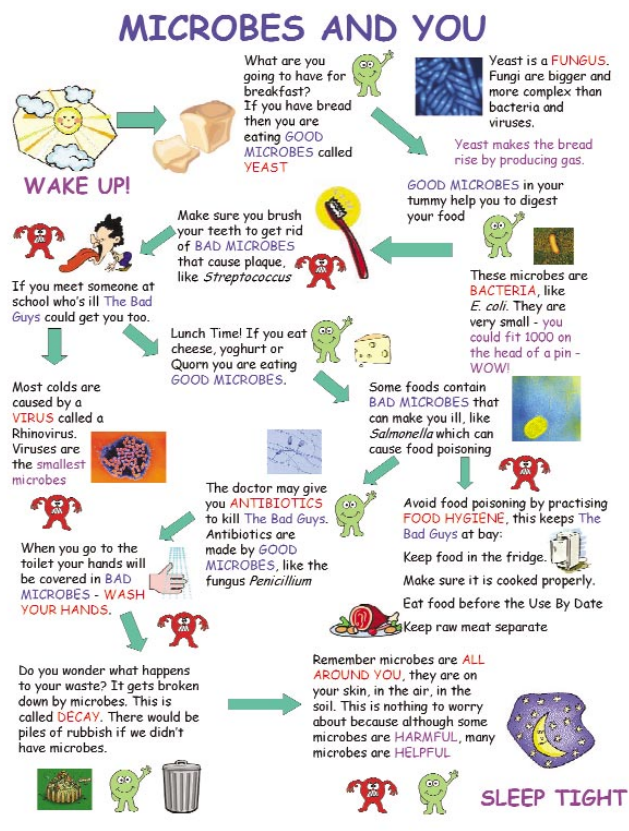 MICROBES AND YOU
What are you
going to have for
breakfast?
If you have bread
then you are
eating GOOD
MICROBES called
YEAST
Yeast is a FUNGUS.
Fungi are bigger and
more complex than
bacteria and
viruses.
Yeast makes the bread
rise by producing gas.
WAKE UP!
GOOD MICROBES in your
tummy help you to digest
your food
These microbes are
BACTERIA, like
E. coli. They are
very small - you
could fit 1000 on
the head of a pin -
WOW!
Make sure you brush
your teeth to get rid
of BAD MICROBES
that cause plaque,
like Streptococcus
If you meet someone at
school who's ill The Bad
Guys could get you too.
Most colds are
caused by a
VIRUS called a
Rhinovirus.
Viruses are
the smallest
microbes
Lunch Time! If you eat
cheese, yoghurt or
Quorn you are eating
GOOD MICROBES.
Some foods contain
BAD MICROBES that
can make you ill, like
Salmonella which can
cause food poisoning
Avoid food poisoning by practising
FOOD HYGIENE, this keeps The
Bad Guys at bay:
Keep food in the fridge.
Make sure it is cooked properly.
Eat food before the Use By Date
Keep raw meat separate
The doctor may give
you ANTIBIOTICS
to kill The Bad Guys.
Antibiotics are
made by GOOD
MICROBES, like the
fungus Penicillium
When you go to the
toilet your hands will
be covered in BAD
MICROBES - WASH
YOUR HANDS.
Do you wonder what happens
to your waste? It gets broken
down by microbes. This is
called DECAY. There would be
piles of rubbish if we didn't
have microbes.
Remember microbes are ALL
AROUND YOU, they are on
your skin, in the air, in the
soil. This is nothing to worry
about because although some
microbes are HARMFUL, many
microbes are HELPFUL
SLEEP TIGHT